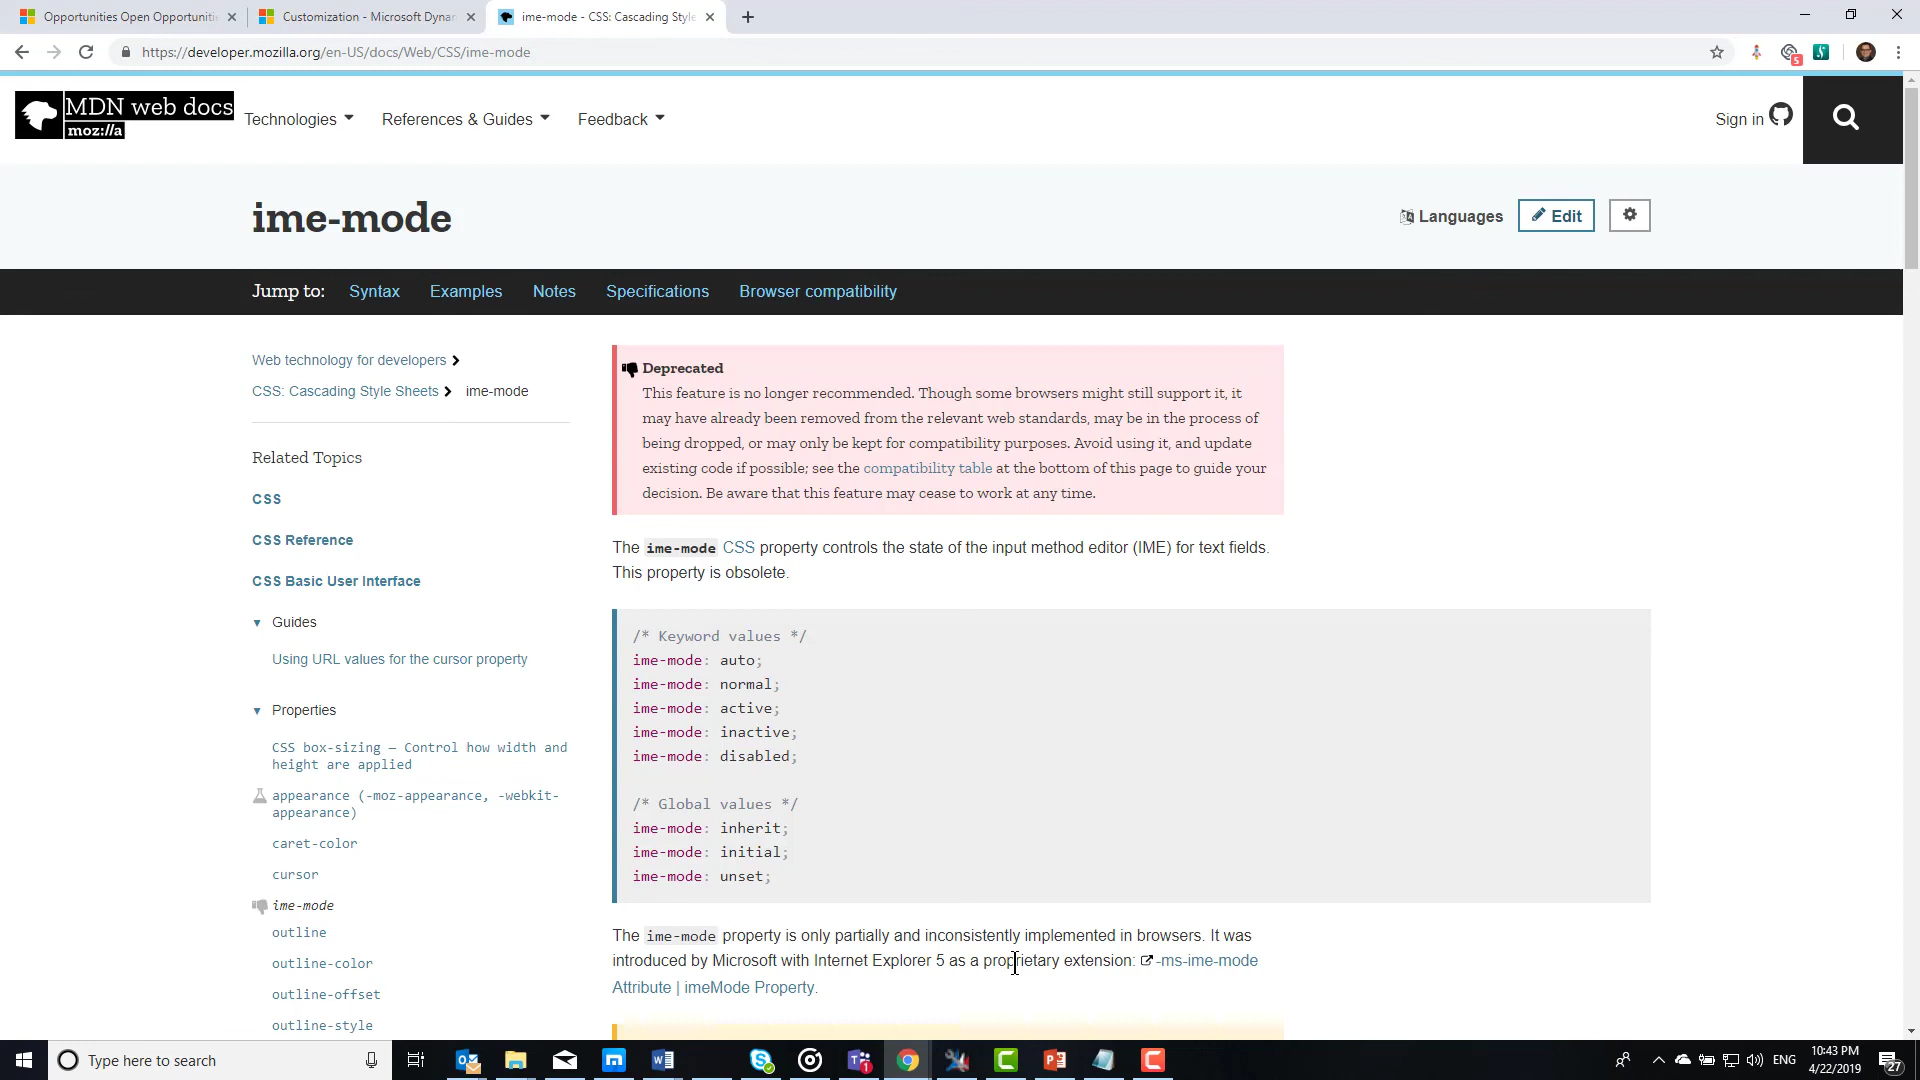 Opportunities Open Opportuniti
Customization - Microsoft Dynar
ime-mode - CSS: Cascading Style
https://developer.mozilla.org/en-US/docs/Web/CSS/ime-mode
5
MDN web docs
moz://a
Technologies
References & Guides
Feedback
Sign in
ime-mode
Languages
Edit
Jump to:
Syntax
Examples
Notes
Specifications
Browser compatibility
Web technology for developers
CSS: Cascading Style Sheets
ime-mode
Related Topics
CSS
CSS Reference
CSS Basic User Interface
Guides
Using URL values for the cursor property
Properties
CSS box-sizing – Control how width and
height are applied
appearance (-moz-appearance, -webkit-
appearance)
caret-color
cursor
ime-mode
outline
outline-color
outline-offset
outline-style
Deprecated
This feature is no longer recommended. Though some browsers might still support it, it
may have already been removed from the relevant web standards, may be in the process of
being dropped, or may only be kept for compatibility purposes. Avoid using it, and update
existing code if possible; see the compatibility table at the bottom of this page to guide your
decision. Be aware that this feature may cease to work at any time.
The ime-mode CSS property controls the state of the input method editor (IME) for text fields.
This property is obsolete.
/* Keyword values */
ime-mode: auto;
ime-mode: normal;
ime-mode: active;
ime-mode: inactive;
ime-mode: disabled;
/* Global values */
ime-mode: inherit;
ime-mode: initial;
ime-mode: unset;
The ime-mode property is only partially and inconsistently implemented in browsers. It was
introduced by Microsoft with Internet Explorer 5 as a proprietary extension: -ms-ime-mode
Attribute | imeMode Property.
Type here to search
ENG
10:43 PM
4/22/2019
27